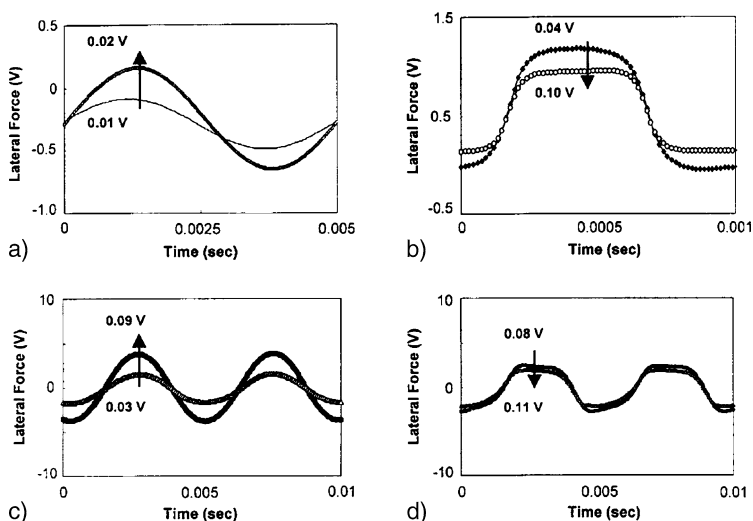 0.5
0
-0.5
-1.0
Lateral Force (V)
0.02 V
0.01 V
0
0.0025
0.005
Time (sec)
a)
1.5
0.5
-0.5
Lateral Force (V)
0.04 V
0.10 V
0
0.0005
0.001
Time (sec)
b)
10
0
-10
Lateral Force (V)
0.09 V
0.03 V
0
0.005
0.01
Time (sec)
c)
10
0
-10
Lateral Force (V)
0.08 V
0.11 V
0
0.005
0.01
Time (sec)
d)